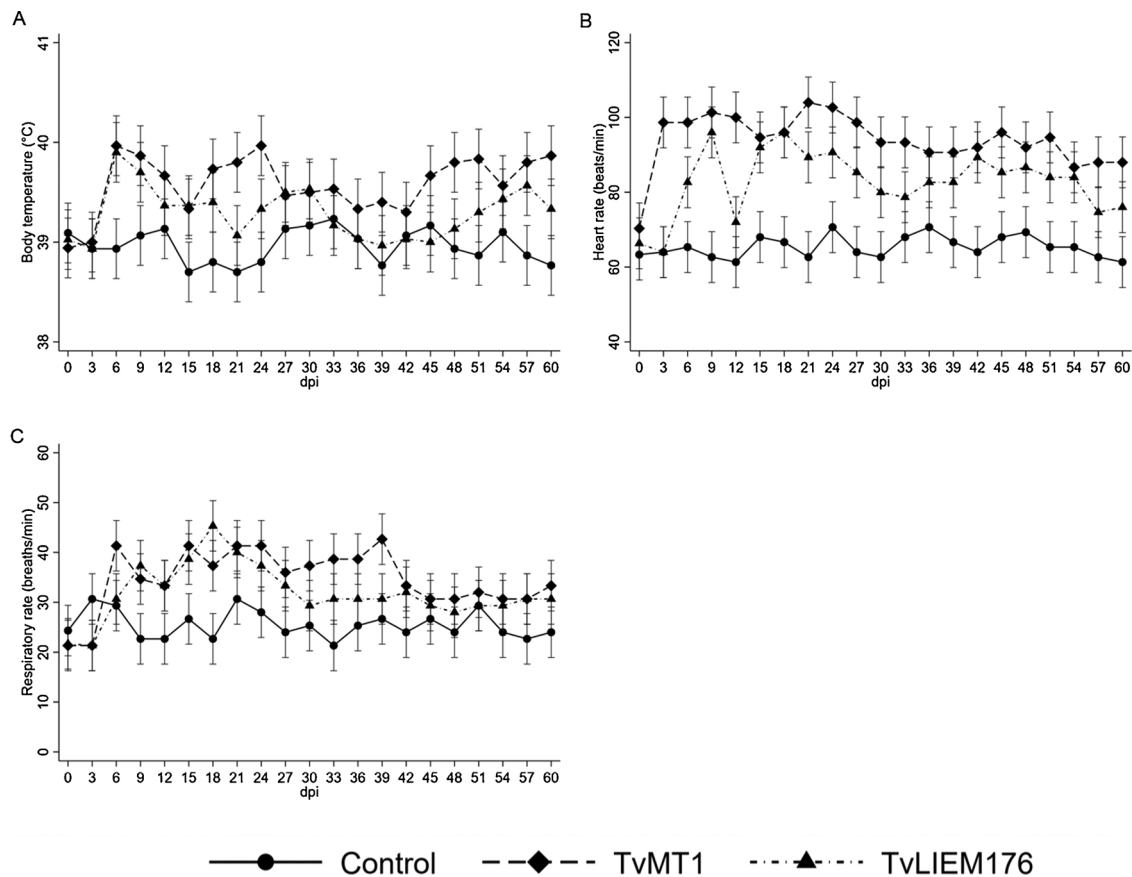 A
Body temperature (°C)
41
40
39
38
0 3 6 9 12 15 18 21 24 27 30 33 36 39 42 45 48 51 54 57 60
dpi
B
Heart rate (beats/min)
120
100
80
60
40
0 3 6 9 12 15 18 21 24 27 30 33 36 39 42 45 48 51 54 57 60
dpi
C
Respiratory rate (breaths/min)
60
50
40
30
20
10
0
0 3 6 9 12 15 18 21 24 27 30 33 36 39 42 45 48 51 54 57 60
dpi
Control TvMT1 TvLIEM176